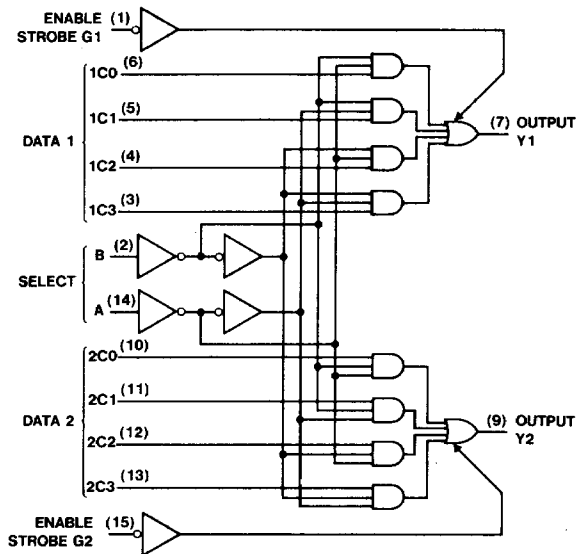 ENABLE (1)
STROBE G1
1C0 (6)
1C1 (5)
(7) OUTPUT
Y1
DATA 1
1C2 (4)
1C3 (3)
B (2)
SELECT
A (14)
2C0 (10)
2C1 (11)
DATA 2
(9) OUTPUT
Y2
2C2 (12)
2C3 (13)
ENABLE (15)
STROBE G2